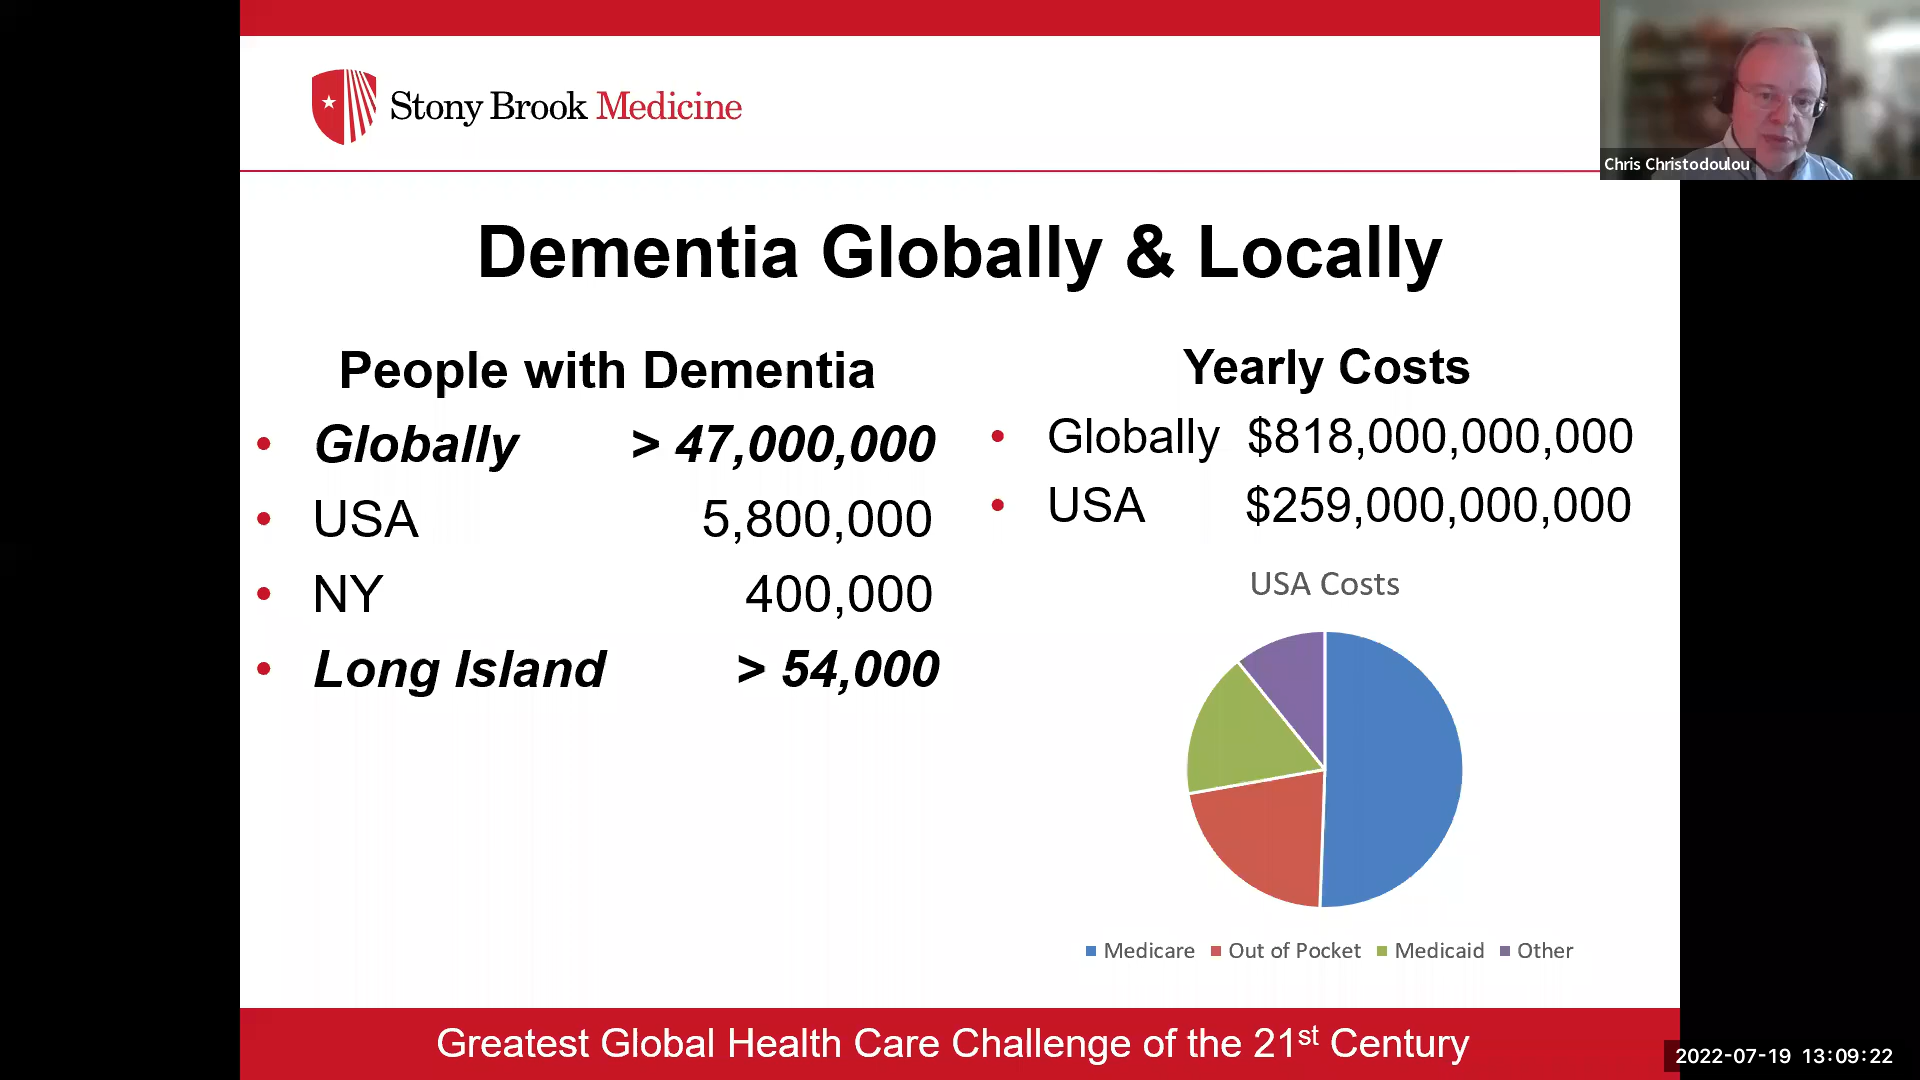 Stony Brook Medicine
Chris Christodoulou
Dementia Globally & Locally
People with Dementia
• Globally > 47,000,000
• USA 5,800,000
• NY 400,000
• Long Island > 54,000
Yearly Costs
• Globally $818,000,000,000
• USA $259,000,000,000
USA Costs
Medicare Out of Pocket Medicaid Other
Greatest Global Health Care Challenge of the 21st Century
2022-07-19 13:09:22